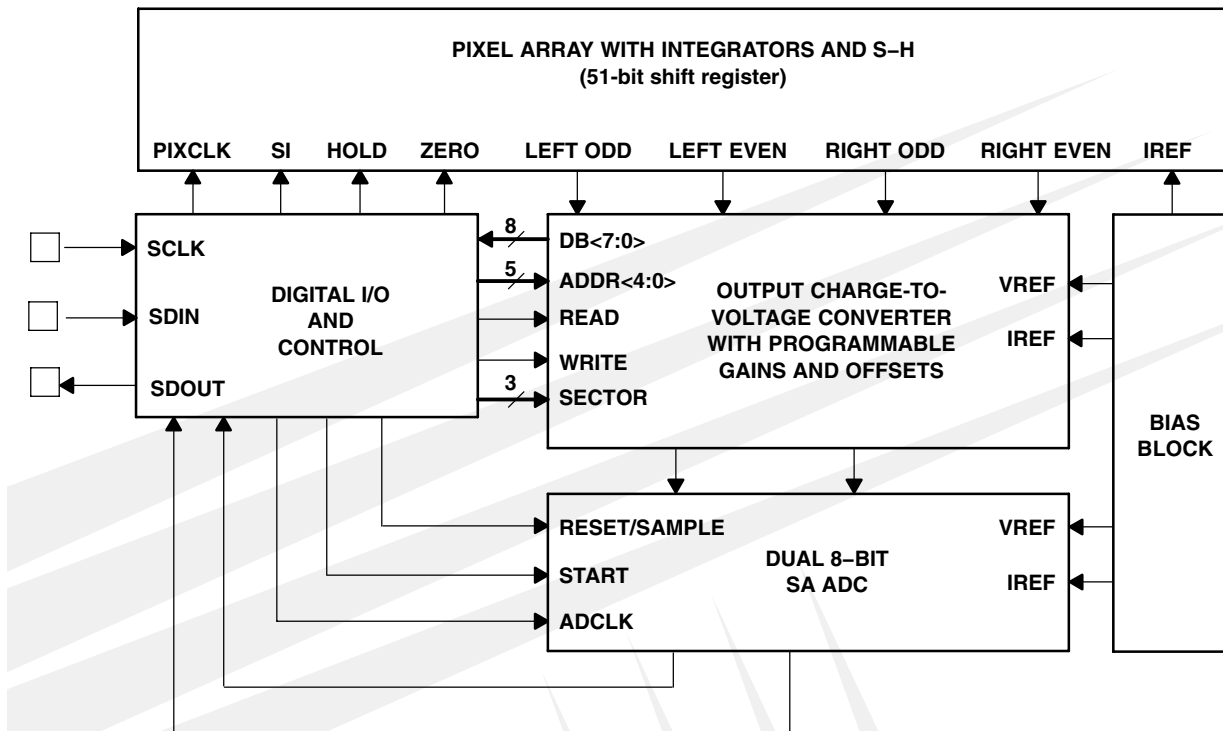 PIXEL ARRAY WITH INTEGRATORS AND S–H
(51-bit shift register)
PIXCLK SI HOLD ZERO LEFT ODD LEFT EVEN RIGHT ODD RIGHT EVEN IREF
SCLK
SDIN
SDOUT
DIGITAL I/O
AND
CONTROL
8
5
3
DB<7:0>
ADDR<4:0>
READ
WRITE
SECTOR
OUTPUT CHARGE-TO-
VOLTAGE CONVERTER
WITH PROGRAMMABLE
GAINS AND OFFSETS
VREF
IREF
BIAS
BLOCK
RESET/SAMPLE
START
ADCLK
DUAL 8–BIT
SA ADC
VREF
IREF